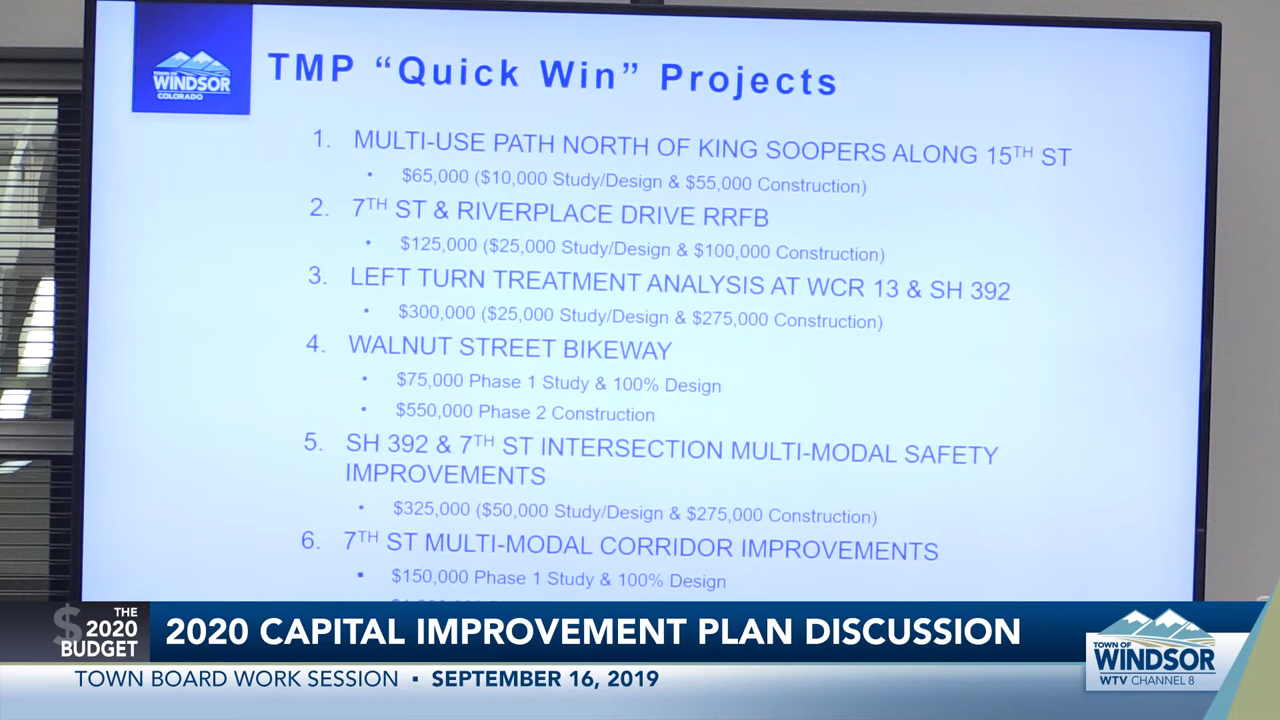 TOWN OF
WINDSOR
COLORADO
TMP “Quick Win” Projects
1. MULTI-USE PATH NORTH OF KING SOOPERS ALONG 15TH ST
• $65,000 ($10,000 Study/Design & $55,000 Construction)
2. 7TH ST & RIVERPLACE DRIVE RRFB
• $125,000 ($25,000 Study/Design & $100,000 Construction)
3. LEFT TURN TREATMENT ANALYSIS AT WCR 13 & SH 392
• $300,000 ($25,000 Study/Design & $275,000 Construction)
4. WALNUT STREET BIKEWAY
• $75,000 Phase 1 Study & 100% Design
• $550,000 Phase 2 Construction
5. SH 392 & 7TH ST INTERSECTION MULTI-MODAL SAFETY
IMPROVEMENTS
• $325,000 ($50,000 Study/Design & $275,000 Construction)
6. 7TH ST MULTI-MODAL CORRIDOR IMPROVEMENTS
▪ $150,000 Phase 1 Study & 100% Design
$ THE
2020
BUDGET
2020 CAPITAL IMPROVEMENT PLAN DISCUSSION
TOWN BOARD WORK SESSION ▪ SEPTEMBER 16, 2019
TOWN OF
WINDSOR
WTV CHANNEL 8